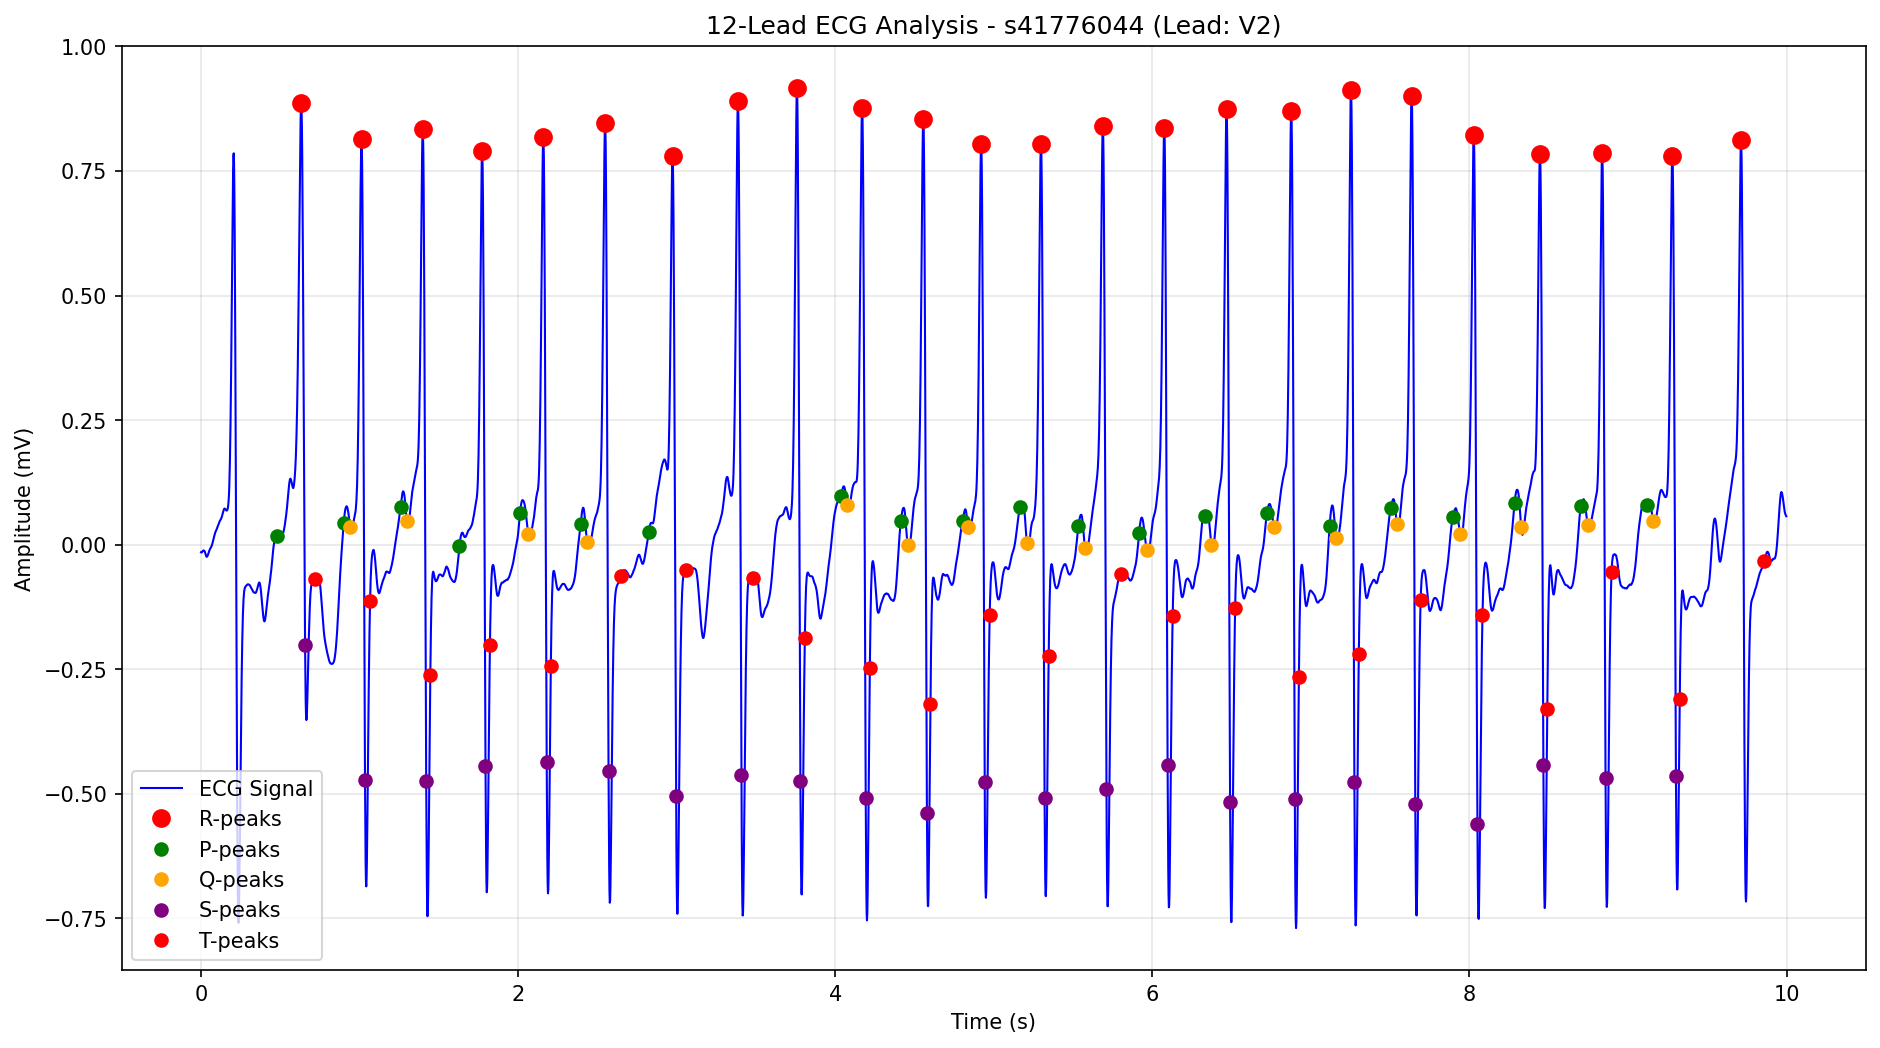 12-Lead ECG Analysis - s41776044 (Lead: V2)
1.00
0.75
0.50
0.25
0.00
−0.25
−0.50
−0.75
Amplitude (mV)
ECG Signal
R-peaks
P-peaks
Q-peaks
S-peaks
T-peaks
0 2 4 6 8 10
Time (s)